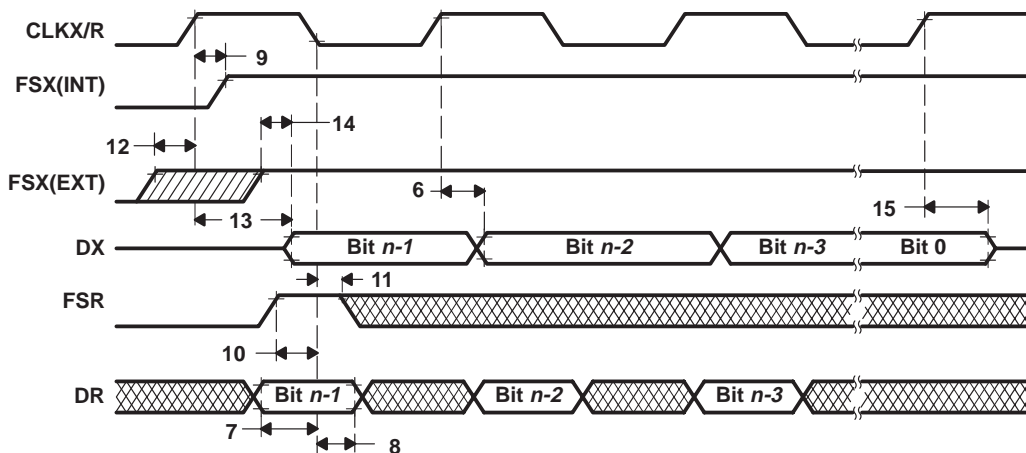 CLKX/R
9
FSX(INT)
14
12
FSX(EXT)
6
13
15
DX
Bit n-1
Bit n-2
Bit n-3
Bit 0
11
FSR
10
DR
Bit n-1
Bit n-2
Bit n-3
7
8